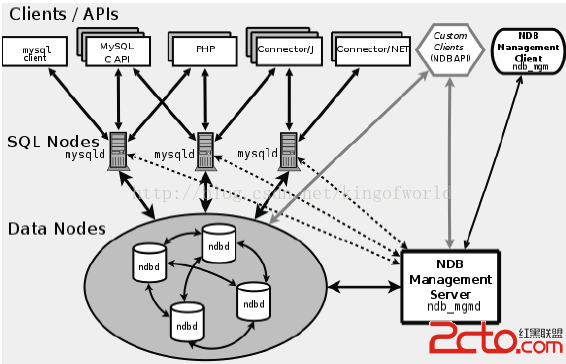 Clients / APIs
mysql
client
MySQL
C API
PHP
Connector/J
Connector/NET
Custom
Clients
(NDB API)
NDB
Management
Client
ndb_mgm
SQL Nodes
mysqld
mysqld
mysqld
http://blog.csdn.net/kingofworld
Data Nodes
ndbd
ndbd
ndbd
ndbd
NDB
Management
Server
ndb_mgmd
2cto
红黑联盟
.com